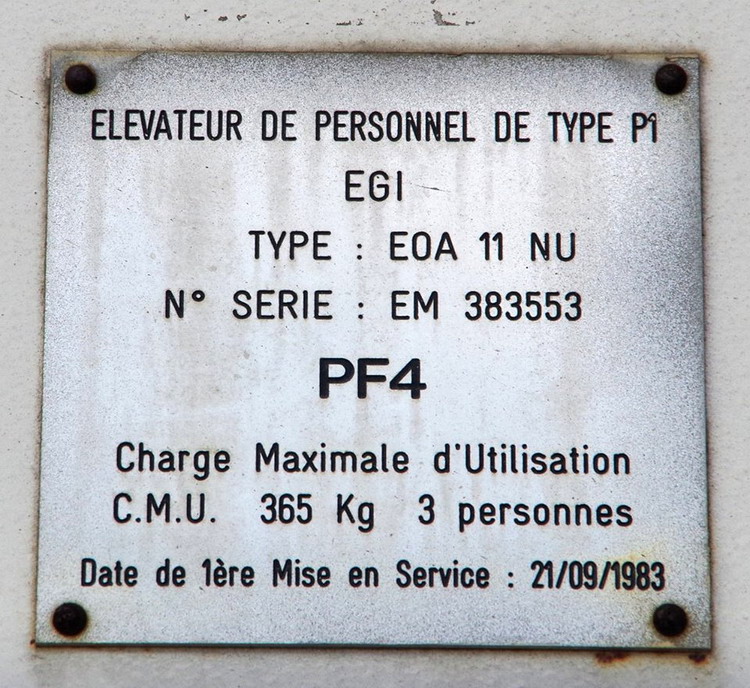 ELEVATEUR DE PERSONNEL DE TYPE P1
EGI
TYPE : EOA 11 NU
N° SERIE : EM 383553
PF4
Charge Maximale d'Utilisation
C.M.U. 365 Kg 3 personnes
Date de 1ère Mise en Service : 21/09/1983